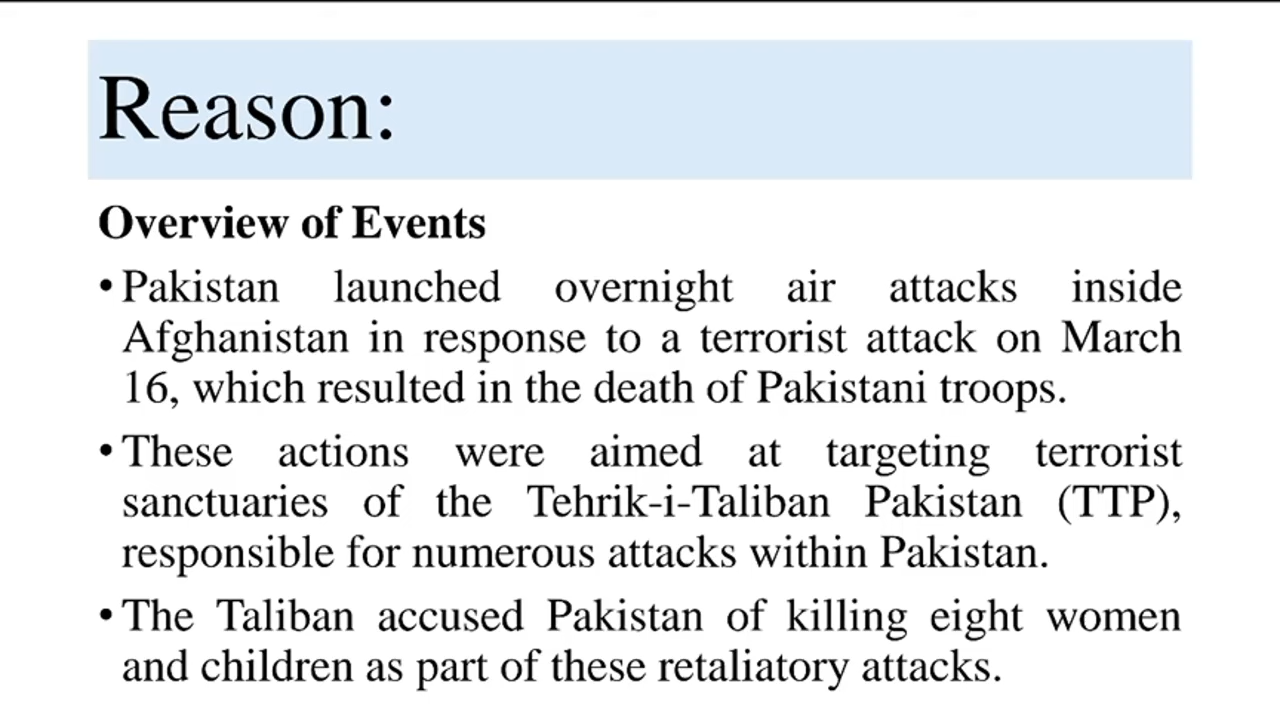 Reason:
Overview of Events
•Pakistan launched overnight air attacks inside
Afghanistan in response to a terrorist attack on March
16, which resulted in the death of Pakistani troops.
•These actions were aimed at targeting terrorist
sanctuaries of the Tehrik-i-Taliban Pakistan (TTP),
responsible for numerous attacks within Pakistan.
•The Taliban accused Pakistan of killing eight women
and children as part of these retaliatory attacks.